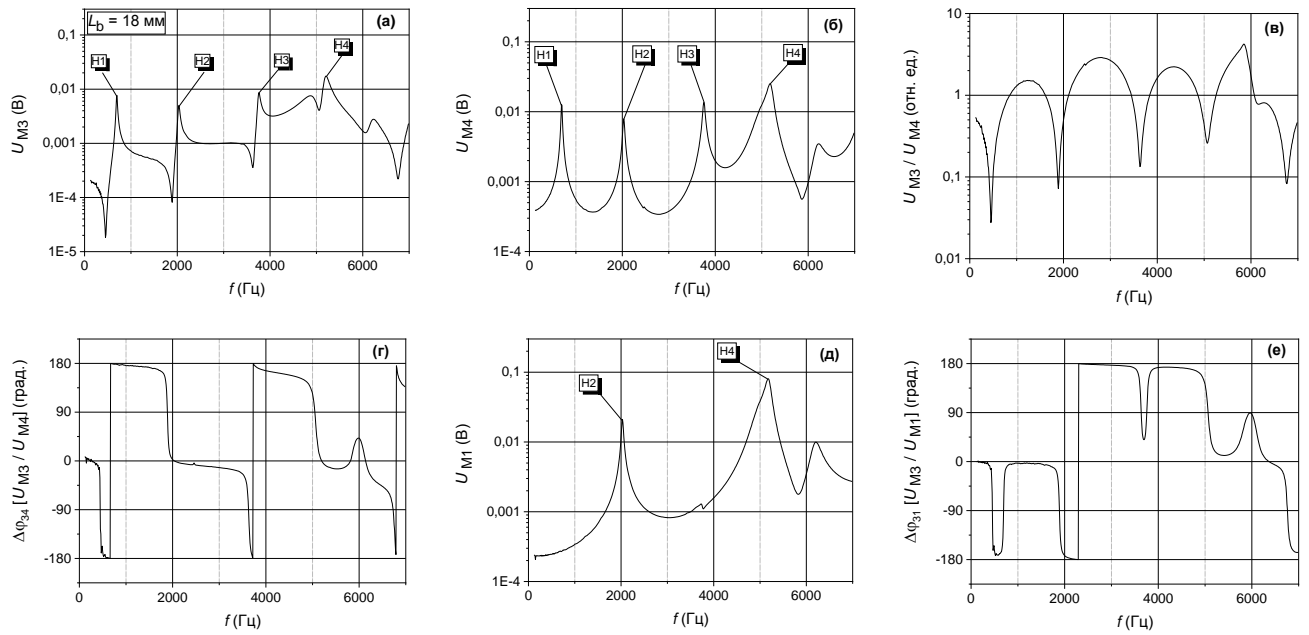 L_b = 18 мм
(а)
H1
H2
H3
H4
0,1
0,01
0,001
1E-4
1E-5
U_M3 (В)
0 2000 4000 6000
f (Гц)
(б)
H1
H2
H3
H4
0,1
0,01
0,001
1E-4
U_M4 (В)
0 2000 4000 6000
f (Гц)
(в)
10
1
0,1
0,01
U_M3 / U_M4 (отн. ед.)
0 2000 4000 6000
f (Гц)
(г)
180
90
0
-90
-180
Δφ_34 [U_M3 / U_M4] (град.)
0 2000 4000 6000
f (Гц)
(д)
H2
H4
0,1
0,01
0,001
1E-4
U_M1 (В)
0 2000 4000 6000
f (Гц)
(е)
180
90
0
-90
-180
Δφ_31 [U_M3 / U_M1] (град.)
0 2000 4000 6000
f (Гц)